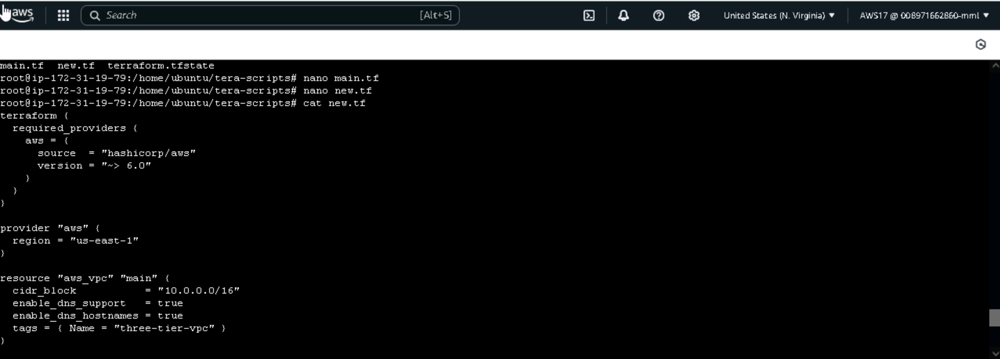 aws
Search [Alt+S] United States (N. Virginia) AWS17 @ 008971662860-mml
main.tf  new.tf  terraform.tfstate
root@ip-172-31-19-79:/home/ubuntu/tera-scripts# nano main.tf
root@ip-172-31-19-79:/home/ubuntu/tera-scripts# nano new.tf
root@ip-172-31-19-79:/home/ubuntu/tera-scripts# cat new.tf
terraform {
  required_providers {
    aws = {
      source  = "hashicorp/aws"
      version = "~> 6.0"
    }
  }
}

provider "aws" {
  region = "us-east-1"
}

resource "aws_vpc" "main" {
  cidr_block           = "10.0.0.0/16"
  enable_dns_support   = true
  enable_dns_hostnames = true
  tags = { Name = "three-tier-vpc" }
}